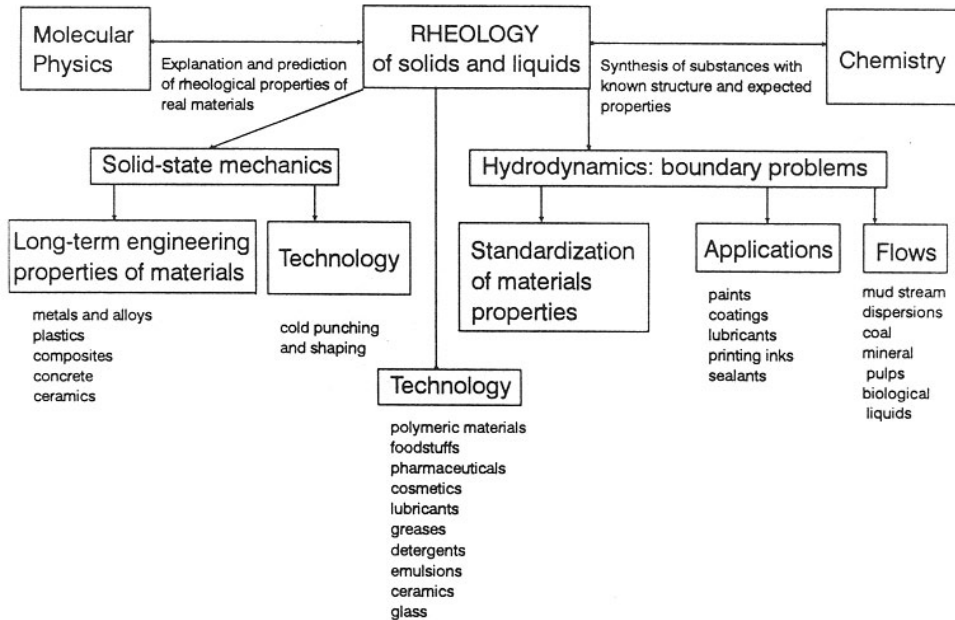 Molecular
Physics
RHEOLOGY
of solids and liquids
Chemistry
Explanation and prediction
of rheological properties of
real materials
Synthesis of substances with
known structure and expected
properties
Solid-state mechanics
Hydrodynamics: boundary problems
Long-term engineering
properties of materials
Technology
Standardization
of materials
properties
Applications
Flows
metals and alloys
plastics
composites
concrete
ceramics
cold punching
and shaping
paints
coatings
lubricants
printing inks
sealants
mud stream
dispersions
coal
mineral
pulps
biological
liquids
Technology
polymeric materials
foodstuffs
pharmaceuticals
cosmetics
lubricants
greases
detergents
emulsions
ceramics
glass